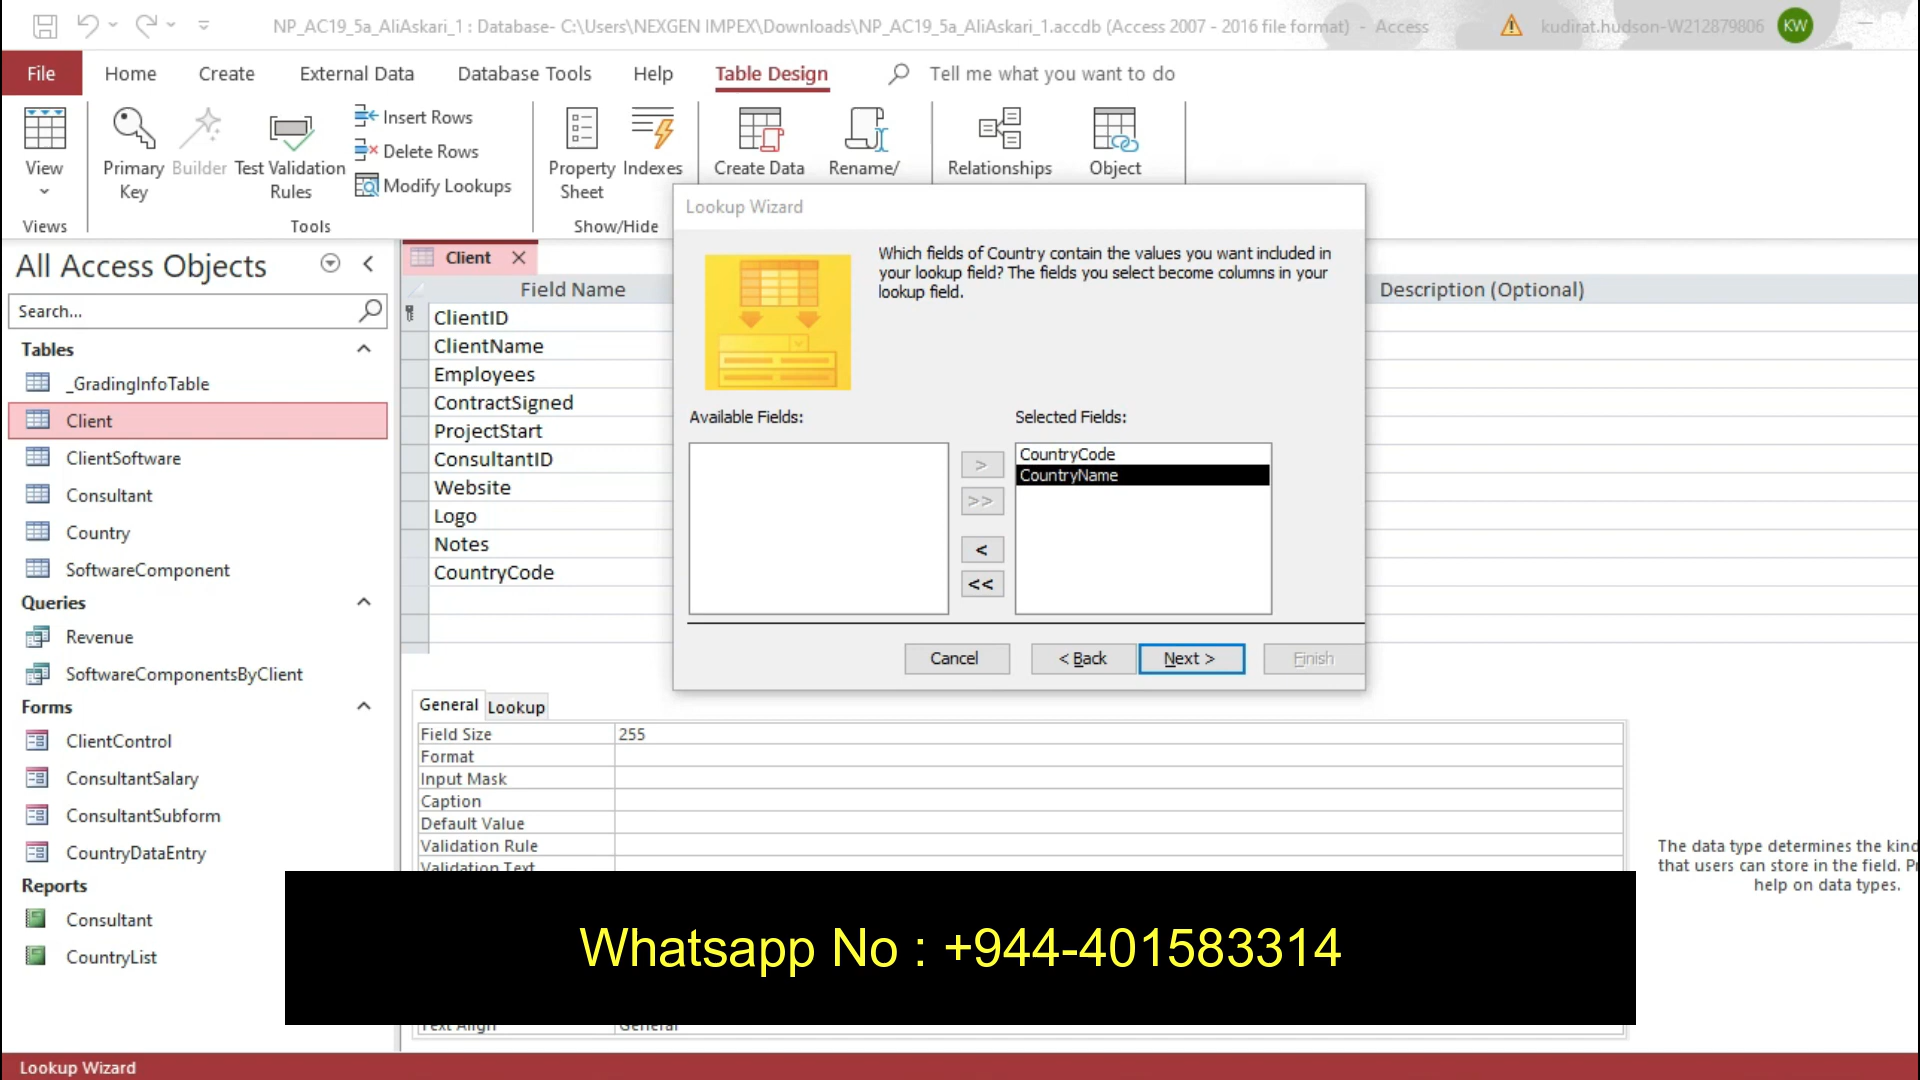 NP_AC19_5a_AliAskari_1 : Database- C:\Users\NEXGEN IMPEX\Downloads\NP_AC19_5a_AliAskari_1.accdb (Access 2007 - 2016 file format) - Access
kudirat.hudson-W212879806
KW
File
Home
Create
External Data
Database Tools
Help
Table Design
Tell me what you want to do
View
Primary Key
Builder
Test Validation Rules
Insert Rows
Delete Rows
Modify Lookups
Property Sheet
Indexes
Create Data
Rename/
Relationships
Object
Views
Tools
Show/Hide
All Access Objects
Search...
Tables
_GradingInfoTable
Client
ClientSoftware
Consultant
Country
SoftwareComponent
Queries
Revenue
SoftwareComponentsByClient
Forms
ClientControl
ConsultantSalary
ConsultantSubform
CountryDataEntry
Reports
Consultant
CountryList
Client
Field Name
Description (Optional)
ClientID
ClientName
Employees
ContractSigned
ProjectStart
ConsultantID
Website
Logo
Notes
CountryCode
Lookup Wizard
Which fields of Country contain the values you want included in
your lookup field? The fields you select become columns in your
lookup field.
Available Fields:
Selected Fields:
CountryCode
CountryName
>
>>
<
<<
Cancel
< Back
Next >
Finish
General
Lookup
Field Size 255
Format
Input Mask
Caption
Default Value
Validation Rule
Validation Text
Text Align General
The data type determines the kind
that users can store in the field. P
help on data types.
Whatsapp No : +944-401583314
Lookup Wizard